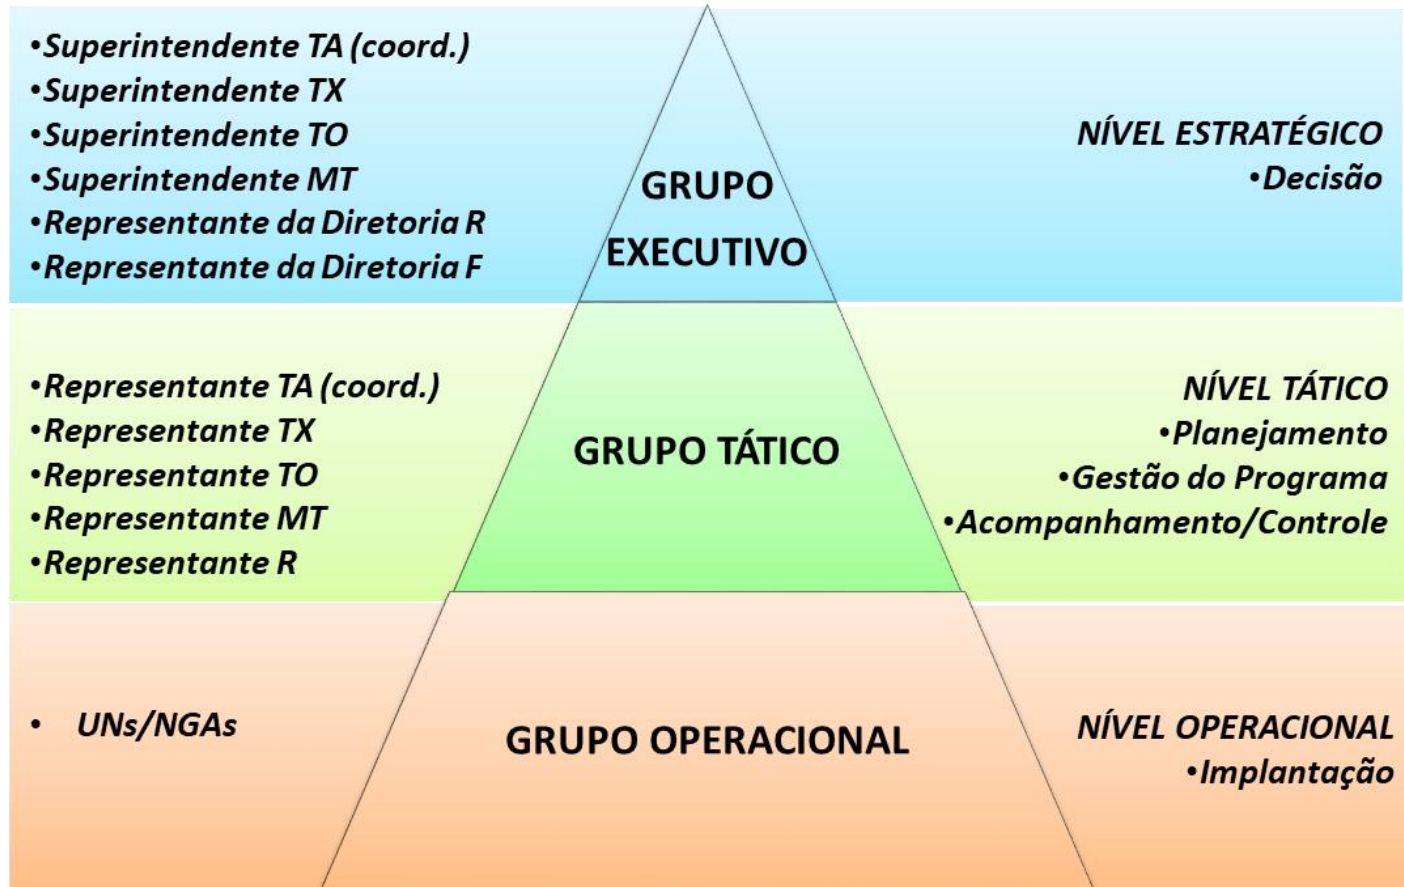 •Superintendente TA (coord.)
•Superintendente TX
•Superintendente TO
•Superintendente MT
•Representante da Diretoria R
•Representante da Diretoria F
GRUPO
EXECUTIVO
NÍVEL ESTRATÉGICO
•Decisão
•Representante TA (coord.)
•Representante TX
•Representante TO
•Representante MT
•Representante R
GRUPO TÁTICO
NÍVEL TÁTICO
•Planejamento
•Gestão do Programa
•Acompanhamento/Controle
• UNs/NGAs
GRUPO OPERACIONAL
NÍVEL OPERACIONAL
•Implantação